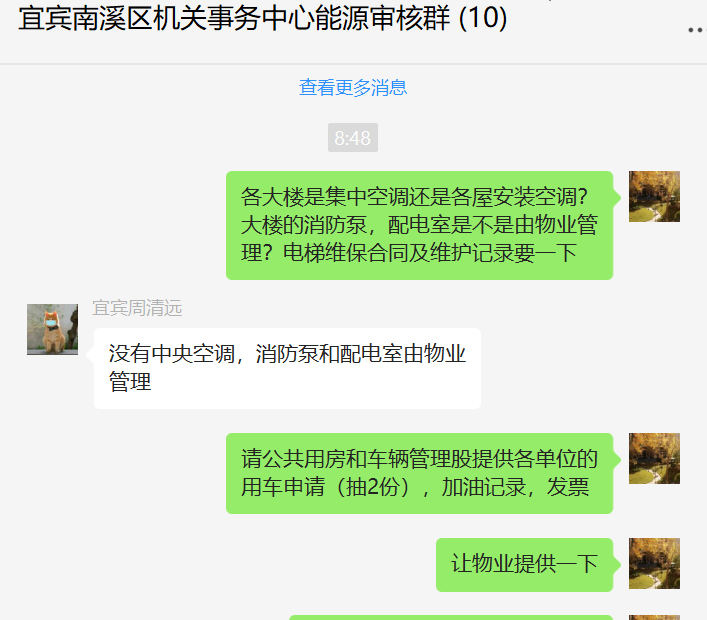 宜宾南溪区机关事务中心能源审核群 (10)
查看更多消息
8:48
各大楼是集中空调还是各屋安装空调？
大楼的消防泵，配电室是不是由物业管
理？电梯维保合同及维护记录要一下
宜宾周清远
没有中央空调，消防泵和配电室由物业
管理
请公共用房和车辆管理股提供各单位的
用车申请（抽2份），加油记录，发票
让物业提供一下